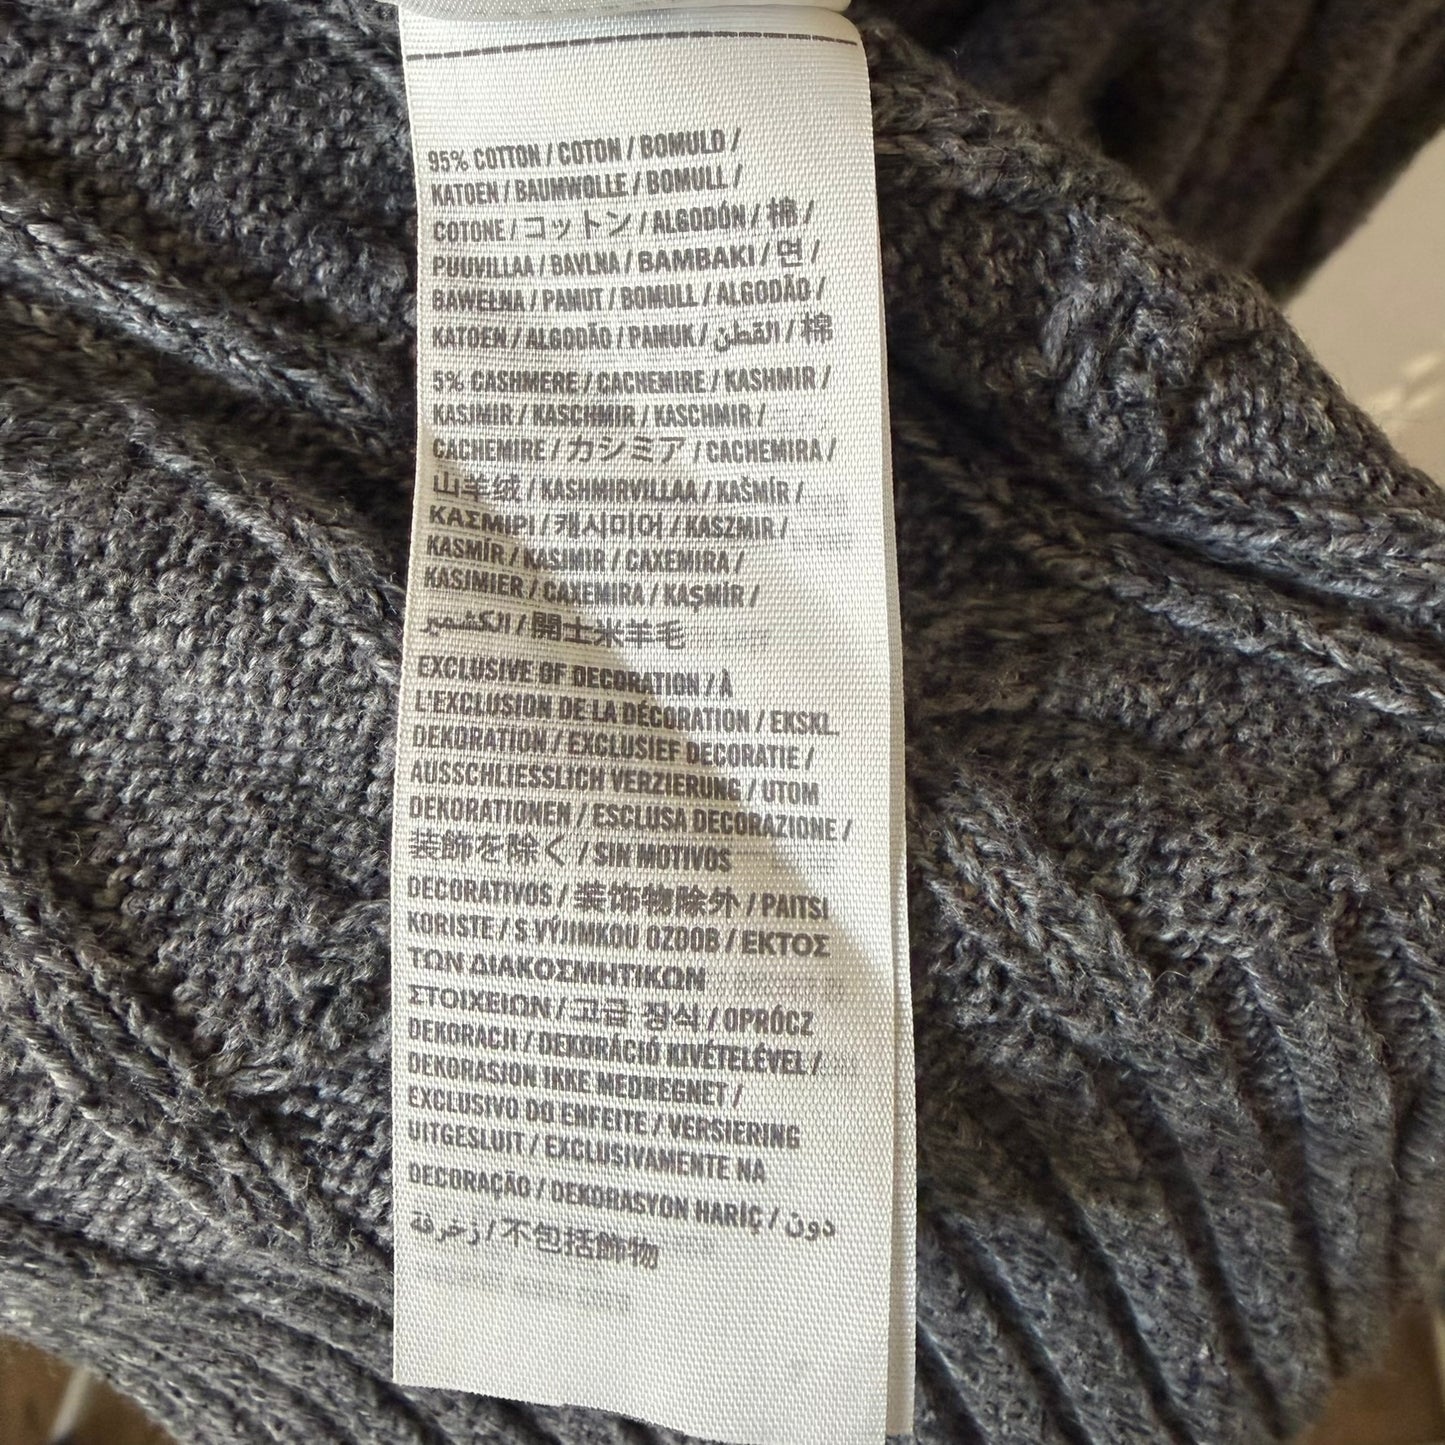 95% COTTON / COTON / BOMULD /
KATOEN / BAUMWOLLE / BOMULL /
COTONE / コットン / ALGODÓN / 棉 /
PUUVILLAA / BAVLNA / BAMBAKI / 면 /
BAWEŁNA / PAMUT / BOMULL / ALGODÃO /
KATOEN / ALGODÃO / PAMUK / القطن / 棉
5% CASHMERE / CACHEMIRE / KASHMIR /
KASJMIR / KASCHMIR / KASCHMIR /
CACHEMIRE / カシミア / CACHEMIRA /
山羊绒 / KASHMIRVILLAA / KAŠMÍR /
ΚΑΣΜΙΡΙ / 캐시미어 / KASZMIR /
KASMÍR / KASJMIR / CAXEMIRA /
KASJMIER / CAXEMIRA / KAŞMİR /
الكشمير / 開士米羊毛
EXCLUSIVE OF DECORATION / À
L'EXCLUSION DE LA DÉCORATION / EKSKL.
DEKORATION / EXCLUSIEF DECORATIE /
AUSSCHLIESSLICH VERZIERUNG / UTOM
DEKORATIONEN / ESCLUSA DECORAZIONE /
装飾を除く / SIN MOTIVOS
DECORATIVOS / 装饰物除外 / PAITSI
KORISTE / S VÝJIMKOU OZDOB / ΕΚΤΟΣ
ΤΩΝ ΔΙΑΚΟΣΜΗΤΙΚΩΝ
ΣΤΟΙΧΕΙΩΝ / 고급 장식 / OPRÓCZ
DEKORACJI / DEKORÁCIÓ KIVÉTELÉVEL /
DEKORASJON IKKE MEDREGNET /
EXCLUSIVO DO ENFEITE / VERSIERING
UITGESLUIT / EXCLUSIVAMENTE NA
DECORAÇÃO / DEKORASYON HARİÇ / دون
زخرفة / 不包括飾物